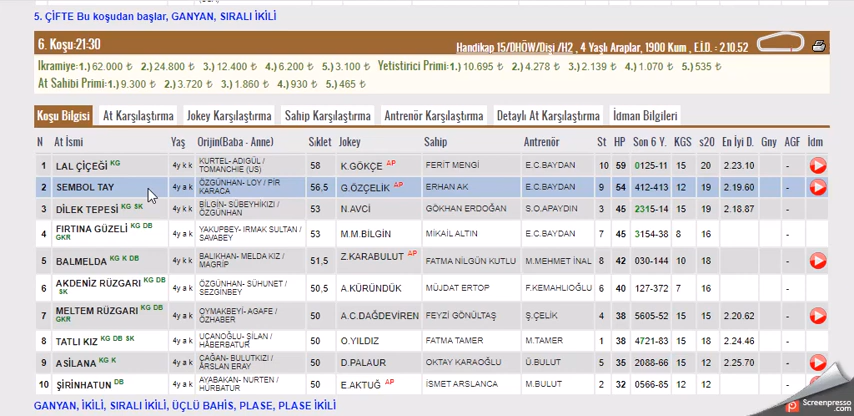 5. ÇİFTE Bu koşudan başlar, GANYAN, SIRALI İKİLİ
6. Koşu:21:30
Handikap 15/DHÖW/Dişi /H2 , 4 Yaşlı Araplar, 1900 Kum , E.İ.D. : 2.10.52
Ikramiye:1.) 62.000 ₺ 2.) 24.800 ₺ 3.) 12.400 ₺ 4.) 6.200 ₺ 5.) 3.100 ₺ Yetistirici Primi:1.) 10.695 ₺ 2.) 4.278 ₺ 3.) 2.139 ₺ 4.) 1.070 ₺ 5.) 535 ₺
At Sahibi Primi:1.) 9.300 ₺ 2.) 3.720 ₺ 3.) 1.860 ₺ 4.) 930 ₺ 5.) 465 ₺
Koşu Bilgisi At Karşılaştırma Jokey Karşılaştırma Sahip Karşılaştırma Antrenör Karşılaştırma Detaylı At Karşılaştırma İdman Bilgileri
N At İsmi Yaş Orijin(Baba - Anne) Sıklet Jokey Sahip Antrenör St HP Son 6 Y. KGS s20 En İyi D. Gny AGF İdm
1 LAL ÇİÇEĞİ KG 4y k k KURTEL- ADIGÜL / TOMANCHIE (US) 58 K.GÖKÇE AP FERİT MENGİ E.C.BAYDAN 10 59 0125-11 15 20 2.23.10 -
2 SEMBOL TAY 4y a k ÖZGÜNHAN- LOY / PİR KARACA 56,5 G.ÖZÇELİK AP ERHAN AK E.C.BAYDAN 9 54 412-413 12 19 2.19.60 -
3 DİLEK TEPESİ KG SK 4y k k BİLGİN- SÜBEYHİKIZI / ÖZGÜNHAN 53 N.AVCİ GÖKHAN ERDOĞAN S.O.APAYDIN 3 45 2315-14 15 19 2.18.87 -
4 FIRTINA GÜZELİ KG DB GKR 4y a k YAKUPBEY- IRMAK SULTAN / SAVABEY 53 M.M.BİLGİN MİKAİL ALTIN E.C.BAYDAN 7 45 3154-38 8 16 -
5 BALMELDA KG K DB 4y a k BALIKHAN- MELDA KIZ / MAGRİP 51,5 Z.KARABULUT AP FATMA NİLGÜN KUTLU M.MEHMET İNAL 8 42 030-144 10 18 -
6 AKDENİZ RÜZGARI KG DB SK 4y a k ÖZGÜNHAN- SÜHUNET / SEZGINBEY 50,5 A.KÜRÜNDÜK MÜJDAT ERTOP F.KEMAHLIOĞLU 6 40 127-372 7 16 -
7 MELTEM RÜZGARI KG DB GKR 4y a k OYMAKBEYİ- AGAFE / ÖZHABER 50 A.C.DAĞDEVİREN FEYZİ GÖNÜLTAŞ Ş.ÇELİK 4 38 5605-52 15 15 2.20.62 -
8 TATLI KIZ KG DB SK 4y a k UÇANOĞLU- ŞİLAN / HABERBATUR 50 O.YILDIZ FATMA TAMER M.TAMER 1 38 4721-83 15 18 2.24.46 -
9 ASİLANA KG K 4y a k ÇAĞAN- BULUTKIZI / ARSLAN ERAY 50 D.PALAUR OKTAY KARAOĞLU Ü.BULUT 5 35 2088-66 15 12 2.25.70 -
10 ŞİRİNHATUN DB 4y a k AYABAKAN- NURTEN / HÜRBATUR 50 E.AKTUĞ AP İSMET ARSLANCA M.BULUT 2 32 0566-85 12 12 -
GANYAN, İKİLİ, SIRALI İKİLİ, ÜÇLÜ BAHİS, PLASE, PLASE İKİLİ
Screenpresso
.com